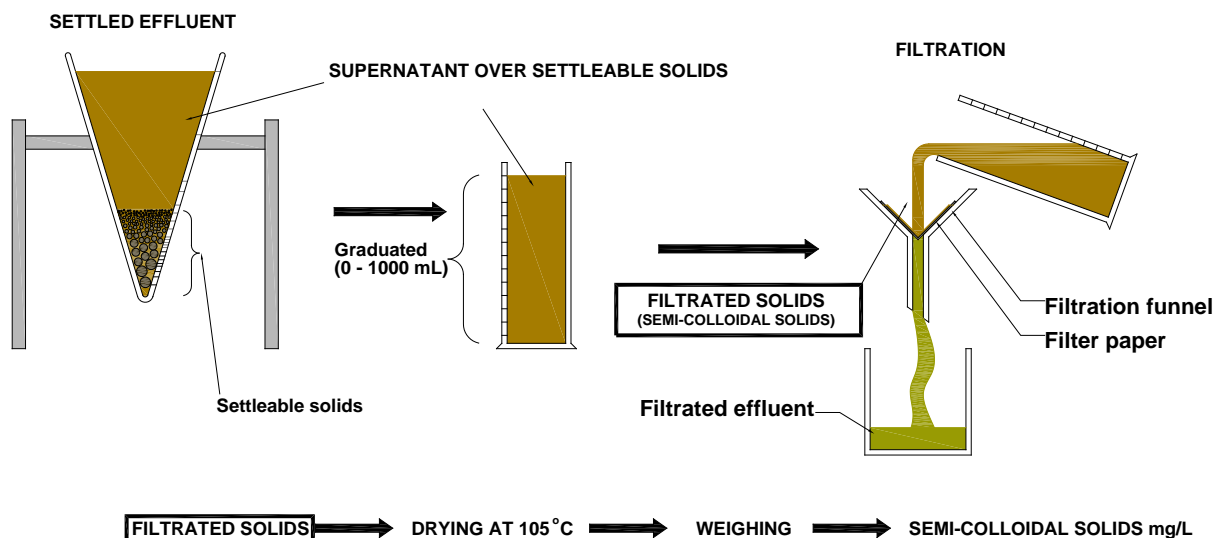 SETTLED EFFLUENT
SUPERNATANT OVER SETTLEABLE SOLIDS
FILTRATION
Graduated
(0 - 1000 mL)
FILTRATED SOLIDS
(SEMI-COLLOIDAL SOLIDS)
Filtration funnel
Filter paper
Settleable solids
Filtrated effluent
FILTRATED SOLIDS DRYING AT 105°C WEIGHING SEMI-COLLOIDAL SOLIDS mg/L